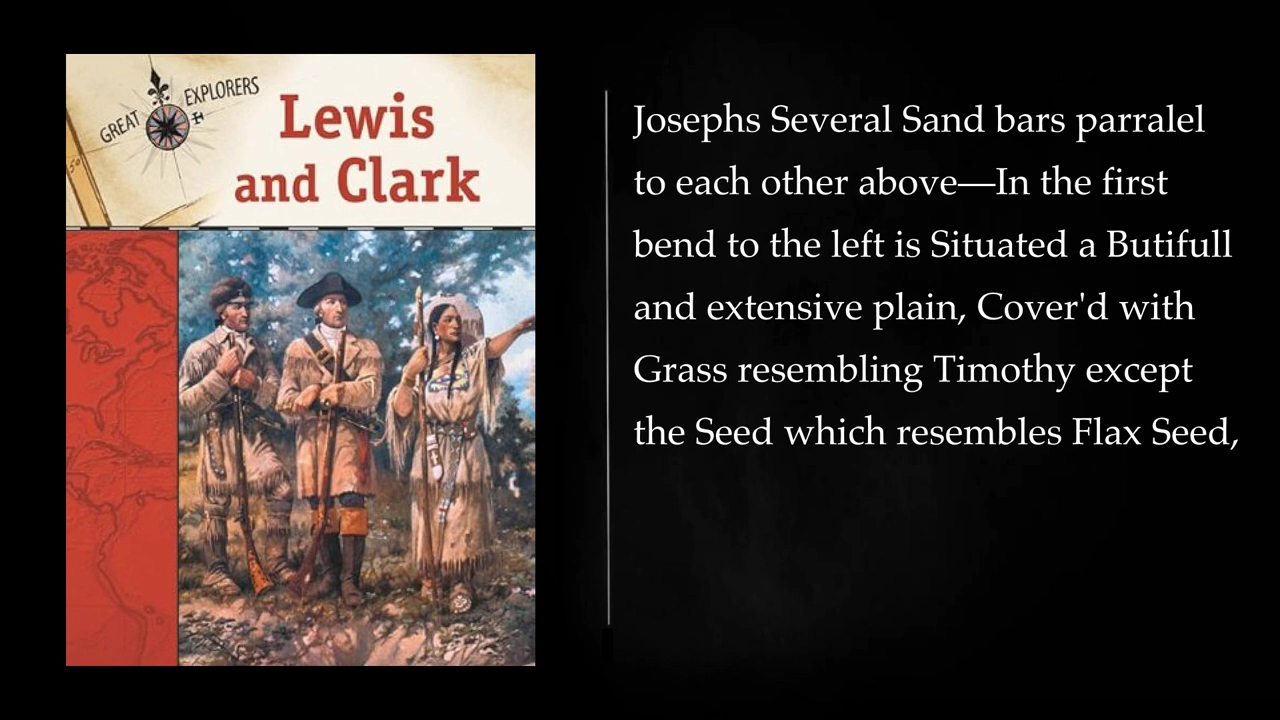 GREAT EXPLORERS
E
50
Lewis
and Clark
Josephs Several Sand bars parralel
to each other above—In the first
bend to the left is Situated a Butifull
and extensive plain, Cover'd with
Grass resembling Timothy except
the Seed which resembles Flax Seed,